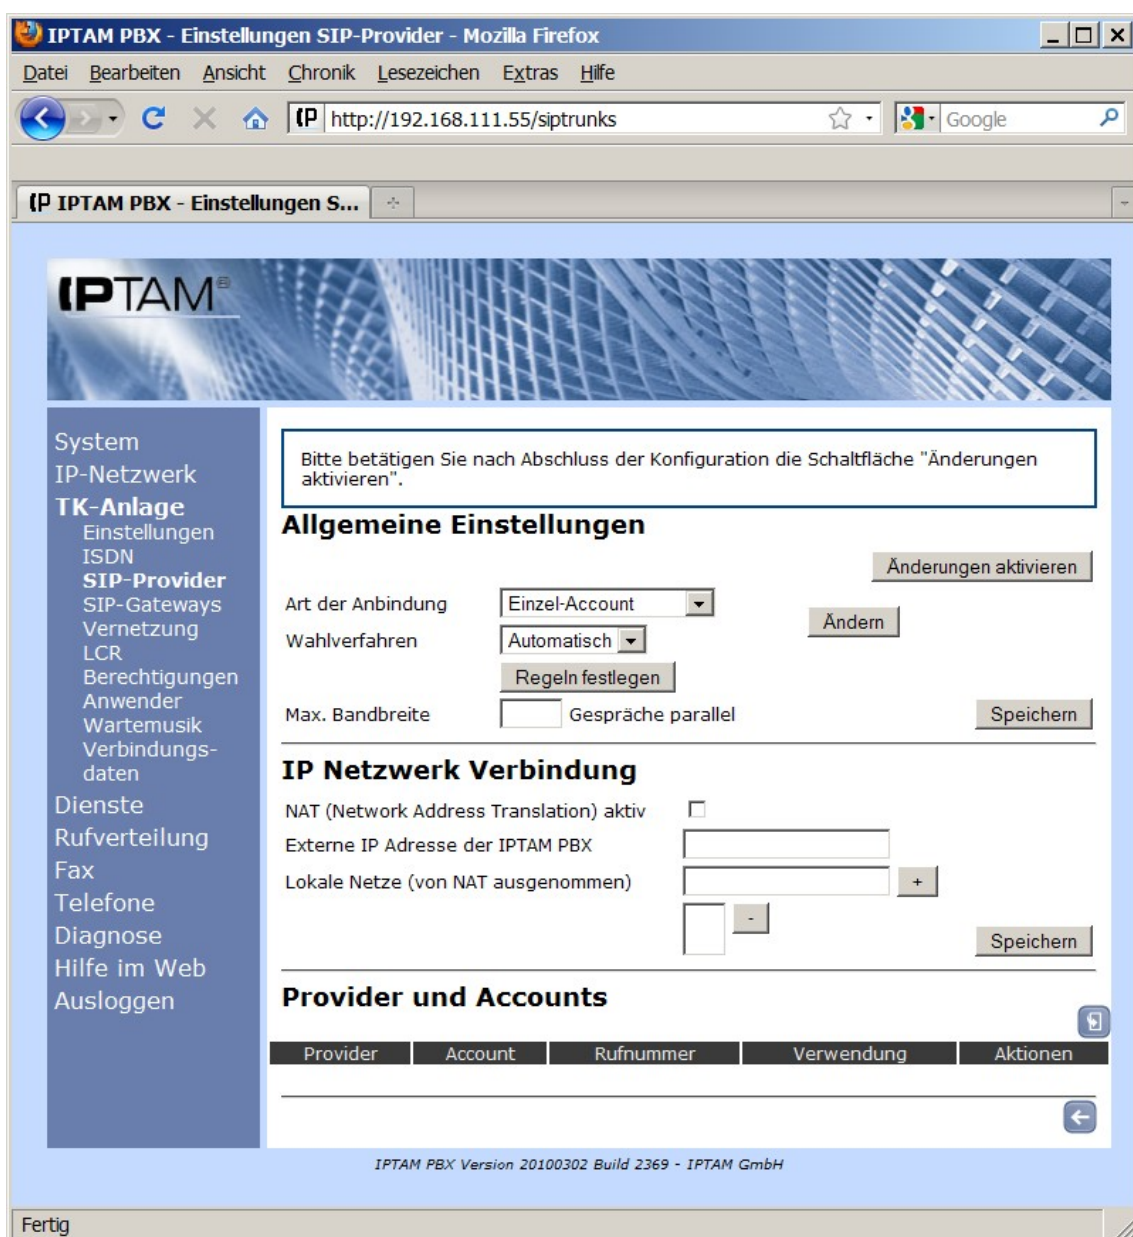 IPTAM PBX - Einstellungen SIP-Provider - Mozilla Firefox
Datei Bearbeiten Ansicht Chronik Lesezeichen Extras Hilfe
http://192.168.111.55/siptrunks
Google
IPTAM PBX - Einstellungen S...
IPTAM®
System
IP-Netzwerk
TK-Anlage
Einstellungen
ISDN
SIP-Provider
SIP-Gateways
Vernetzung
LCR
Berechtigungen
Anwender
Wartemusik
Verbindungs-
daten
Dienste
Rufverteilung
Fax
Telefone
Diagnose
Hilfe im Web
Ausloggen
Bitte betätigen Sie nach Abschluss der Konfiguration die Schaltfläche "Änderungen
aktivieren".
Allgemeine Einstellungen
Änderungen aktivieren
Art der Anbindung Einzel-Account
Ändern
Wahlverfahren Automatisch
Regeln festlegen
Max. Bandbreite Gespräche parallel Speichern
IP Netzwerk Verbindung
NAT (Network Address Translation) aktiv
Externe IP Adresse der IPTAM PBX
Lokale Netze (von NAT ausgenommen) +
-
Speichern
Provider und Accounts
Provider Account Rufnummer Verwendung Aktionen
IPTAM PBX Version 20100302 Build 2369 - IPTAM GmbH
Fertig